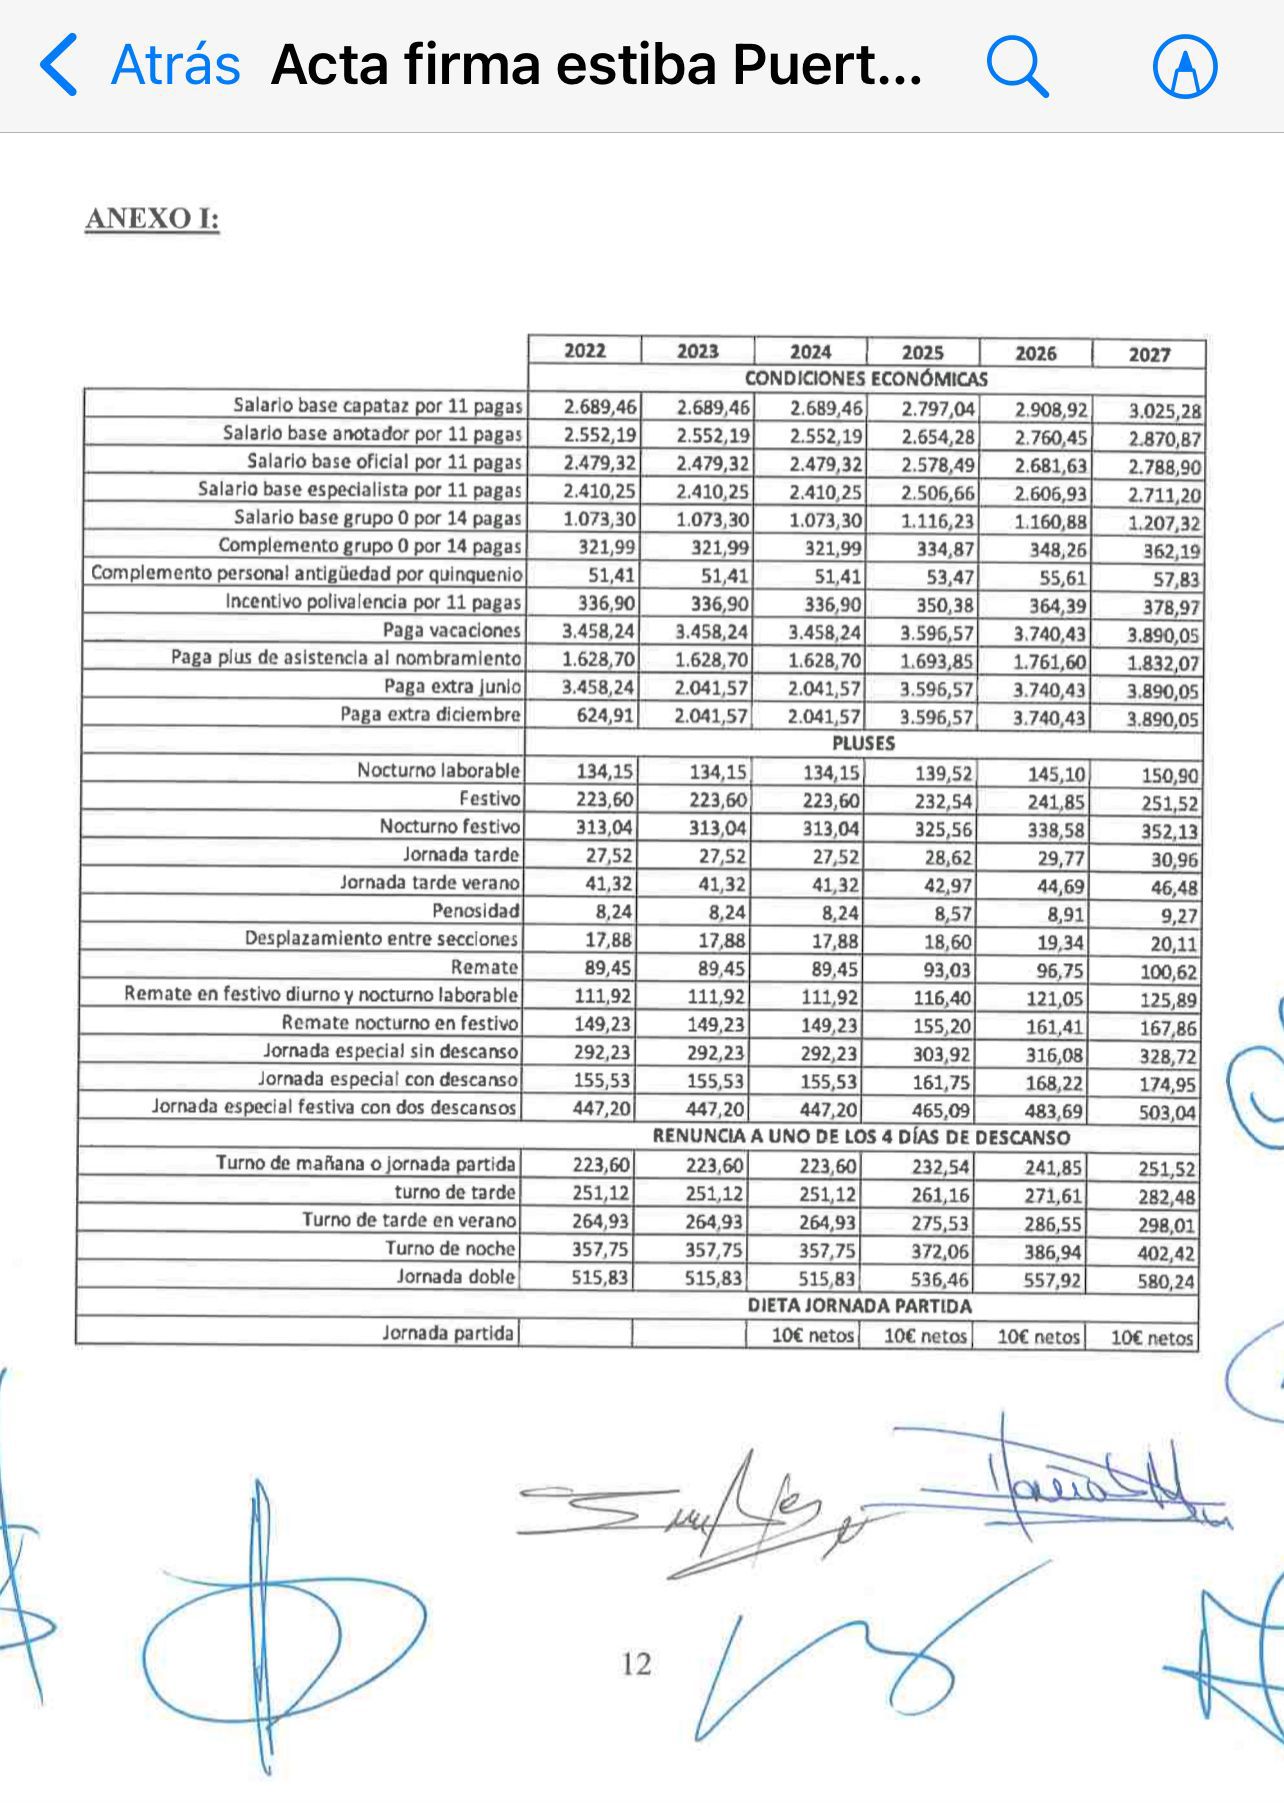 Atrás Acta firma estiba Puert...
ANEXO I:
2022 2023 2024 2025 2026 2027
CONDICIONES ECONÓMICAS
Salario base capataz por 11 pagas 2.689,46 2.689,46 2.689,46 2.797,04 2.908,92 3.025,28
Salario base anotador por 11 pagas 2.552,19 2.552,19 2.552,19 2.654,28 2.760,45 2.870,87
Salario base oficial por 11 pagas 2.479,32 2.479,32 2.479,32 2.578,49 2.681,63 2.788,90
Salario base especialista por 11 pagas 2.410,25 2.410,25 2.410,25 2.506,66 2.606,93 2.711,20
Salario base grupo 0 por 14 pagas 1.073,30 1.073,30 1.073,30 1.116,23 1.160,88 1.207,32
Complemento grupo 0 por 14 pagas 321,99 321,99 321,99 334,87 348,26 362,19
Complemento personal antigüedad por quinquenio 51,41 51,41 51,41 53,47 55,61 57,83
Incentivo polivalencia por 11 pagas 336,90 336,90 336,90 350,38 364,39 378,97
Paga vacaciones 3.458,24 3.458,24 3.458,24 3.596,57 3.740,43 3.890,05
Paga plus de asistencia al nombramiento 1.628,70 1.628,70 1.628,70 1.693,85 1.761,60 1.832,07
Paga extra junio 3.458,24 2.041,57 2.041,57 3.596,57 3.740,43 3.890,05
Paga extra diciembre 624,91 2.041,57 2.041,57 3.596,57 3.740,43 3.890,05
PLUSES
Nocturno laborable 134,15 134,15 134,15 139,52 145,10 150,90
Festivo 223,60 223,60 223,60 232,54 241,85 251,52
Nocturno festivo 313,04 313,04 313,04 325,56 338,58 352,13
Jornada tarde 27,52 27,52 27,52 28,62 29,77 30,96
Jornada tarde verano 41,32 41,32 41,32 42,97 44,69 46,48
Penosidad 8,24 8,24 8,24 8,57 8,91 9,27
Desplazamiento entre secciones 17,88 17,88 17,88 18,60 19,34 20,11
Remate 89,45 89,45 89,45 93,03 96,75 100,62
Remate en festivo diurno y nocturno laborable 111,92 111,92 111,92 116,40 121,05 125,89
Remate nocturno en festivo 149,23 149,23 149,23 155,20 161,41 167,86
Jornada especial sin descanso 292,23 292,23 292,23 303,92 316,08 328,72
Jornada especial con descanso 155,53 155,53 155,53 161,75 168,22 174,95
Jornada especial festiva con dos descansos 447,20 447,20 447,20 465,09 483,69 503,04
RENUNCIA A UNO DE LOS 4 DÍAS DE DESCANSO
Turno de mañana o jornada partida 223,60 223,60 223,60 232,54 241,85 251,52
turno de tarde 251,12 251,12 251,12 261,16 271,61 282,48
Turno de tarde en verano 264,93 264,93 264,93 275,53 286,55 298,01
Turno de noche 357,75 357,75 357,75 372,06 386,94 402,42
Jornada doble 515,83 515,83 515,83 536,46 557,92 580,24
DIETA JORNADA PARTIDA
Jornada partida 10€ netos 10€ netos 10€ netos 10€ netos
12